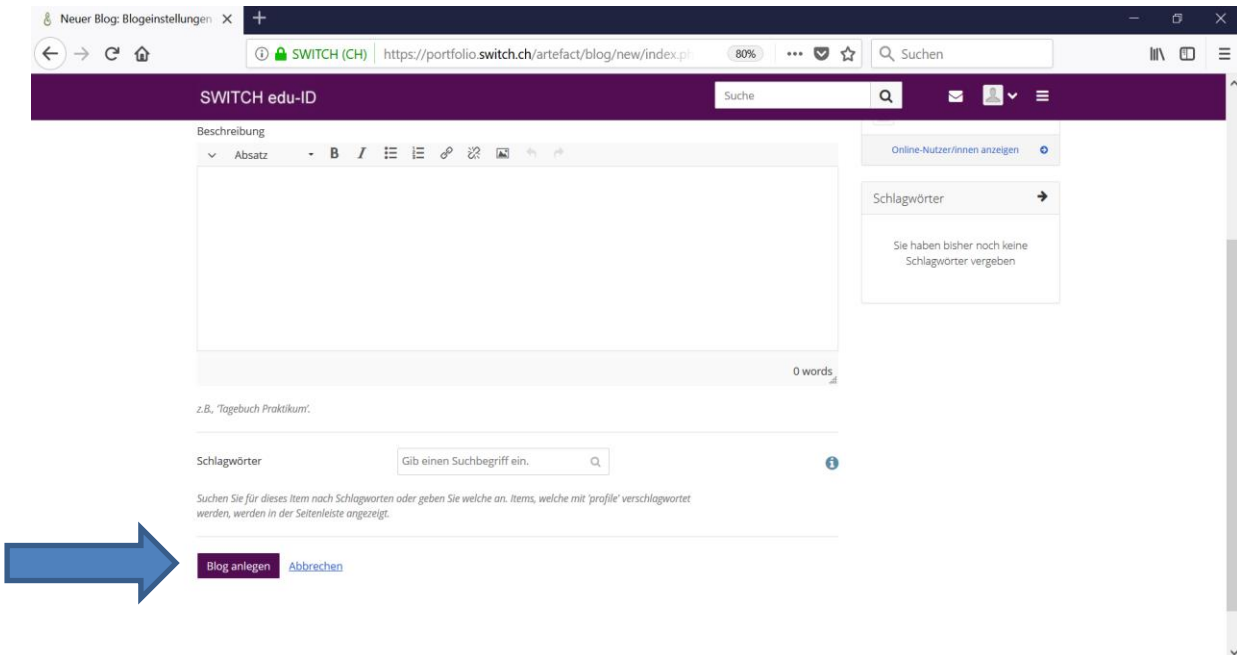 Neuer Blog: Blogeinstellungen
SWITCH (CH) https://portfolio.switch.ch/artefact/blog/new/index.ph 80% Suchen
SWITCH edu-ID Suche
Beschreibung
Absatz B I
Online-Nutzer/innen anzeigen
Schlagwörter
Sie haben bisher noch keine
Schlagwörter vergeben
0 words
z.B., 'Tagebuch Praktikum'.
Schlagwörter Gib einen Suchbegriff ein.
Suchen Sie für dieses Item nach Schlagworten oder geben Sie welche an. Items, welche mit 'profile' verschlagwortet
werden, werden in der Seitenleiste angezeigt.
Blog anlegen Abbrechen